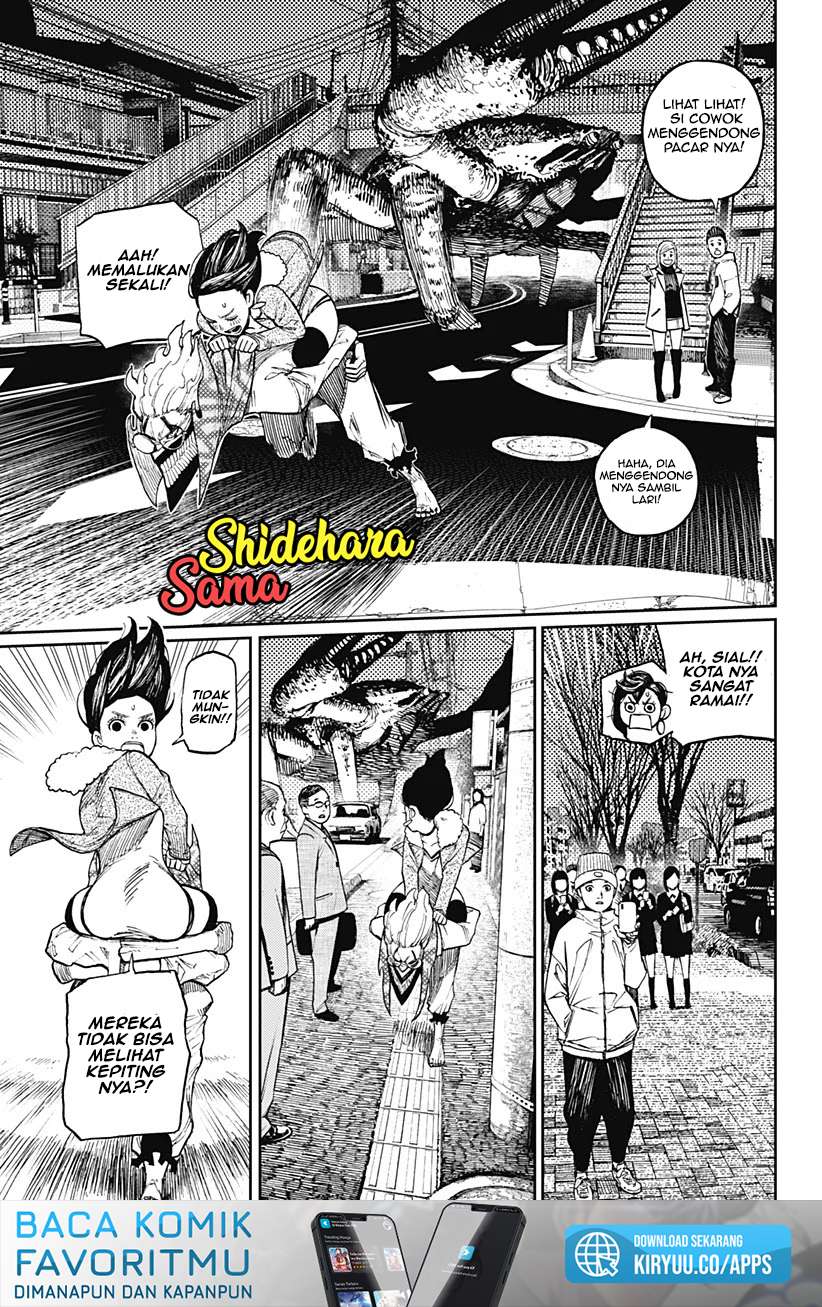 LIHAT LIHAT!
SI COWOK
MENGGENDONG
PACAR NYA!
AAH!
MEMALUKAN
SEKALI!
HAHA, DIA
MENGGENDONG
NYA SAMBIL
LARI!
Shidehara
Sama
AH, SIAL!!
KOTA NYA
SANGAT
RAMAI!!
TIDAK
MUN-
GKIN!!
MEREKA
TIDAK BISA
MELIHAT
KEPITING
NYA?!
BACA KOMIK
FAVORITMU
DIMANAPUN DAN KAPANPUN
DOWNLOAD SEKARANG
KIRYUU.CO/APPS